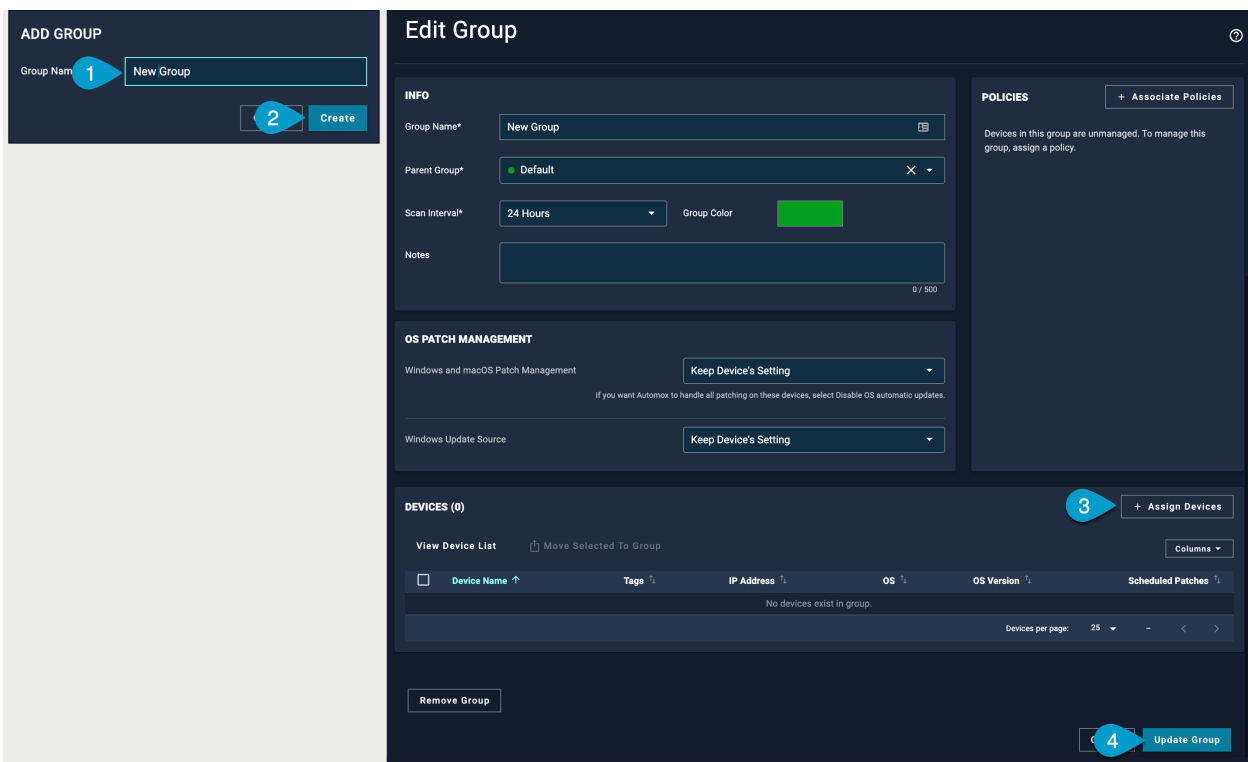 ADD GROUP
Group Nam 1 New Group
2 Create
Edit Group
INFO
Group Name* New Group
Parent Group* Default
Scan Interval* 24 Hours Group Color
Notes
0 / 500
POLICIES + Associate Policies
Devices in this group are unmanaged. To manage this
group, assign a policy.
OS PATCH MANAGEMENT
Windows and macOS Patch Management Keep Device's Setting
If you want Automox to handle all patching on these devices, select Disable OS automatic updates.
Windows Update Source Keep Device's Setting
DEVICES (0) 3 + Assign Devices
View Device List Move Selected To Group Columns
Device Name Tags IP Address OS OS Version Scheduled Patches
No devices exist in group.
Devices per page: 25 –
Remove Group
4 Update Group